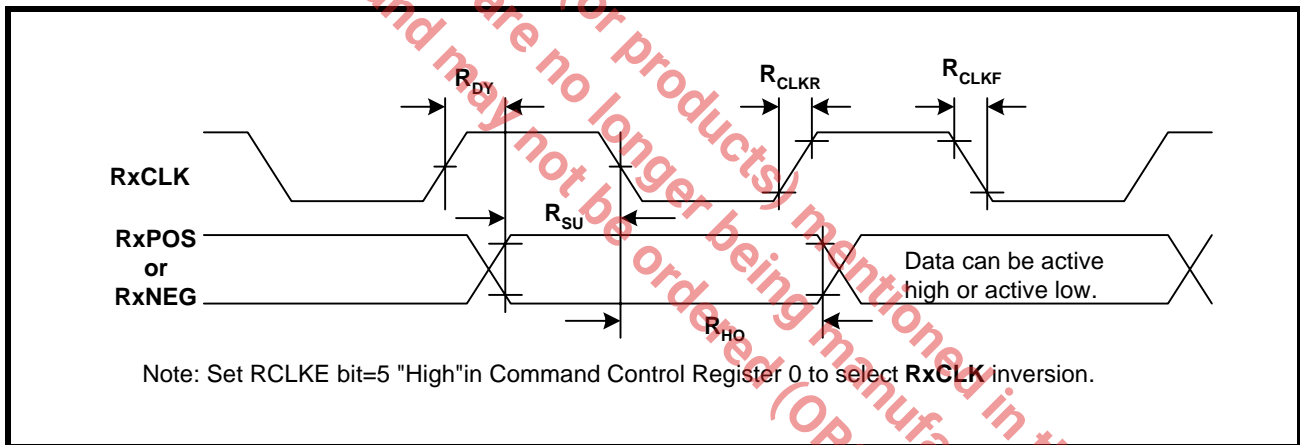 (or products) mentioned in t
are no longer being manufa
and may not be ordered (OB
R_DY
R_CLKR
R_CLKF
RxCLK
R_SU
RxPOS
or
RxNEG
Data can be active
high or active low.
R_HO
Note: Set RCLKE bit=5 "High"in Command Control Register 0 to select RxCLK inversion.